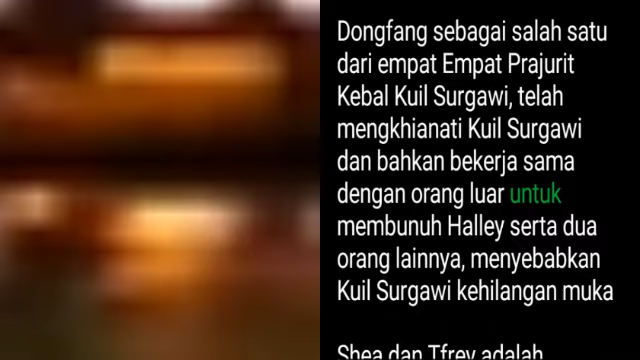 Dongfang sebagai salah satu
dari empat Empat Prajurit
Kebal Kuil Surgawi, telah
mengkhianati Kuil Surgawi
dan bahkan bekerja sama
dengan orang luar untuk
membunuh Halley serta dua
orang lainnya, menyebabkan
Kuil Surgawi kehilangan muka
Shea dan Tfrey adalah